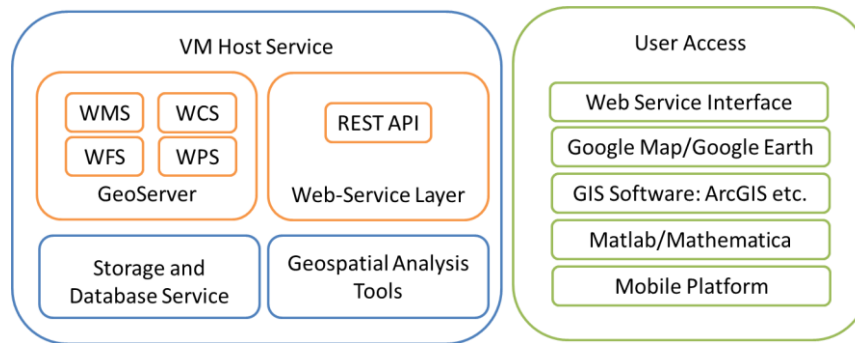 VM Host Service
WMS
WCS
WFS
WPS
GeoServer
REST API
Web-Service Layer
Storage and
Database Service
Geospatial Analysis
Tools
User Access
Web Service Interface
Google Map/Google Earth
GIS Software: ArcGIS etc.
Matlab/Mathematica
Mobile Platform